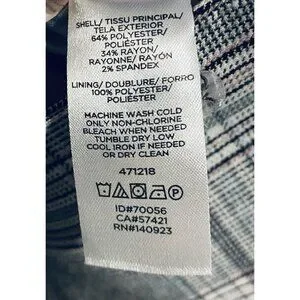 SHELL/ TISSU PRINCIPAL/
TELA EXTERIOR
64% POLYESTER/
POLIÉSTER
34% RAYON/
RAYONNE/ RAYÓN
2% SPANDEX
LINING/ DOUBLURE/ FORRO
100% POLYESTER/
POLIÉSTER
MACHINE WASH COLD
ONLY NON-CHLORINE
BLEACH WHEN NEEDED
TUMBLE DRY LOW
COOL IRON IF NEEDED
OR DRY CLEAN
471218
ID#70056
CA#57421
RN#140923